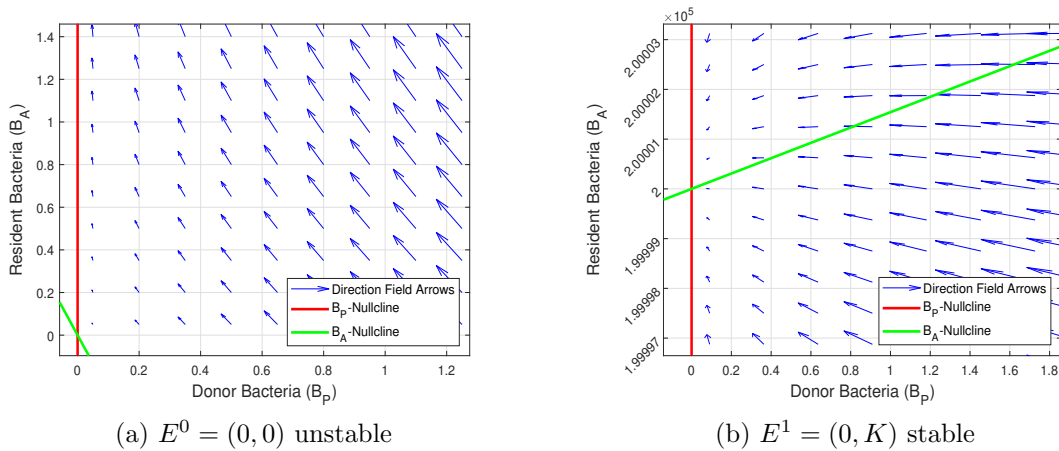 1.4
1.2
1
0.8
0.6
0.4
0.2
0
Resident Bacteria (B_A)
0 0.2 0.4 0.6 0.8 1 1.2
Donor Bacteria (B_P)
Direction Field Arrows
B_P-Nullcline
B_A-Nullcline
(a) E^0 = (0, 0) unstable
×10^5
2.00003
2.00002
2.00001
2
1.99999
1.99998
1.99997
Resident Bacteria (B_A)
0 0.2 0.4 0.6 0.8 1 1.2 1.4 1.6 1.8
Donor Bacteria (B_P)
Direction Field Arrows
B_P-Nullcline
B_A-Nullcline
(b) E^1 = (0, K) stable